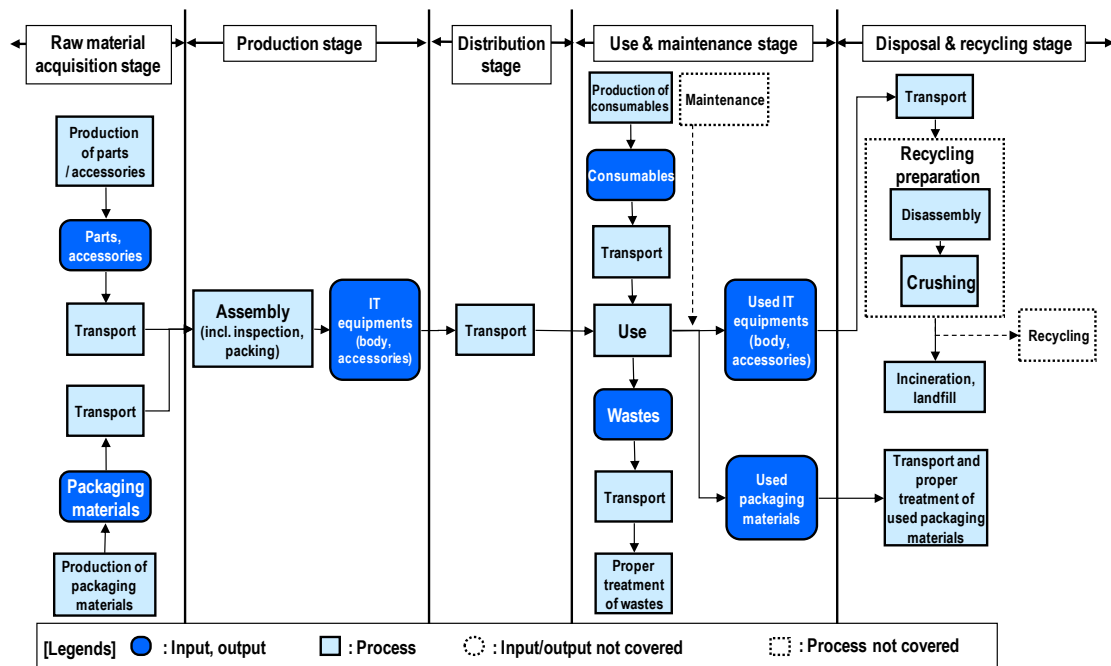 Raw material
acquisition stage
Production stage
Distribution
stage
Use & maintenance stage
Disposal & recycling stage
Production
of parts
/ accessories
Parts,
accessories
Transport
Transport
Packaging
materials
Production of
packaging
materials
Assembly
(incl. inspection,
packing)
IT
equipments
(body,
accessories)
Transport
Production of
consumables
Maintenance
Consumables
Transport
Use
Wastes
Transport
Proper
treatment
of wastes
Used IT
equipments
(body,
accessories)
Used
packaging
materials
Transport
Recycling
preparation
Disassembly
Crushing
Recycling
Incineration,
landfill
Transport and
proper
treatment of
used packaging
materials
[Legends] : Input, output : Process : Input/output not covered : Process not covered